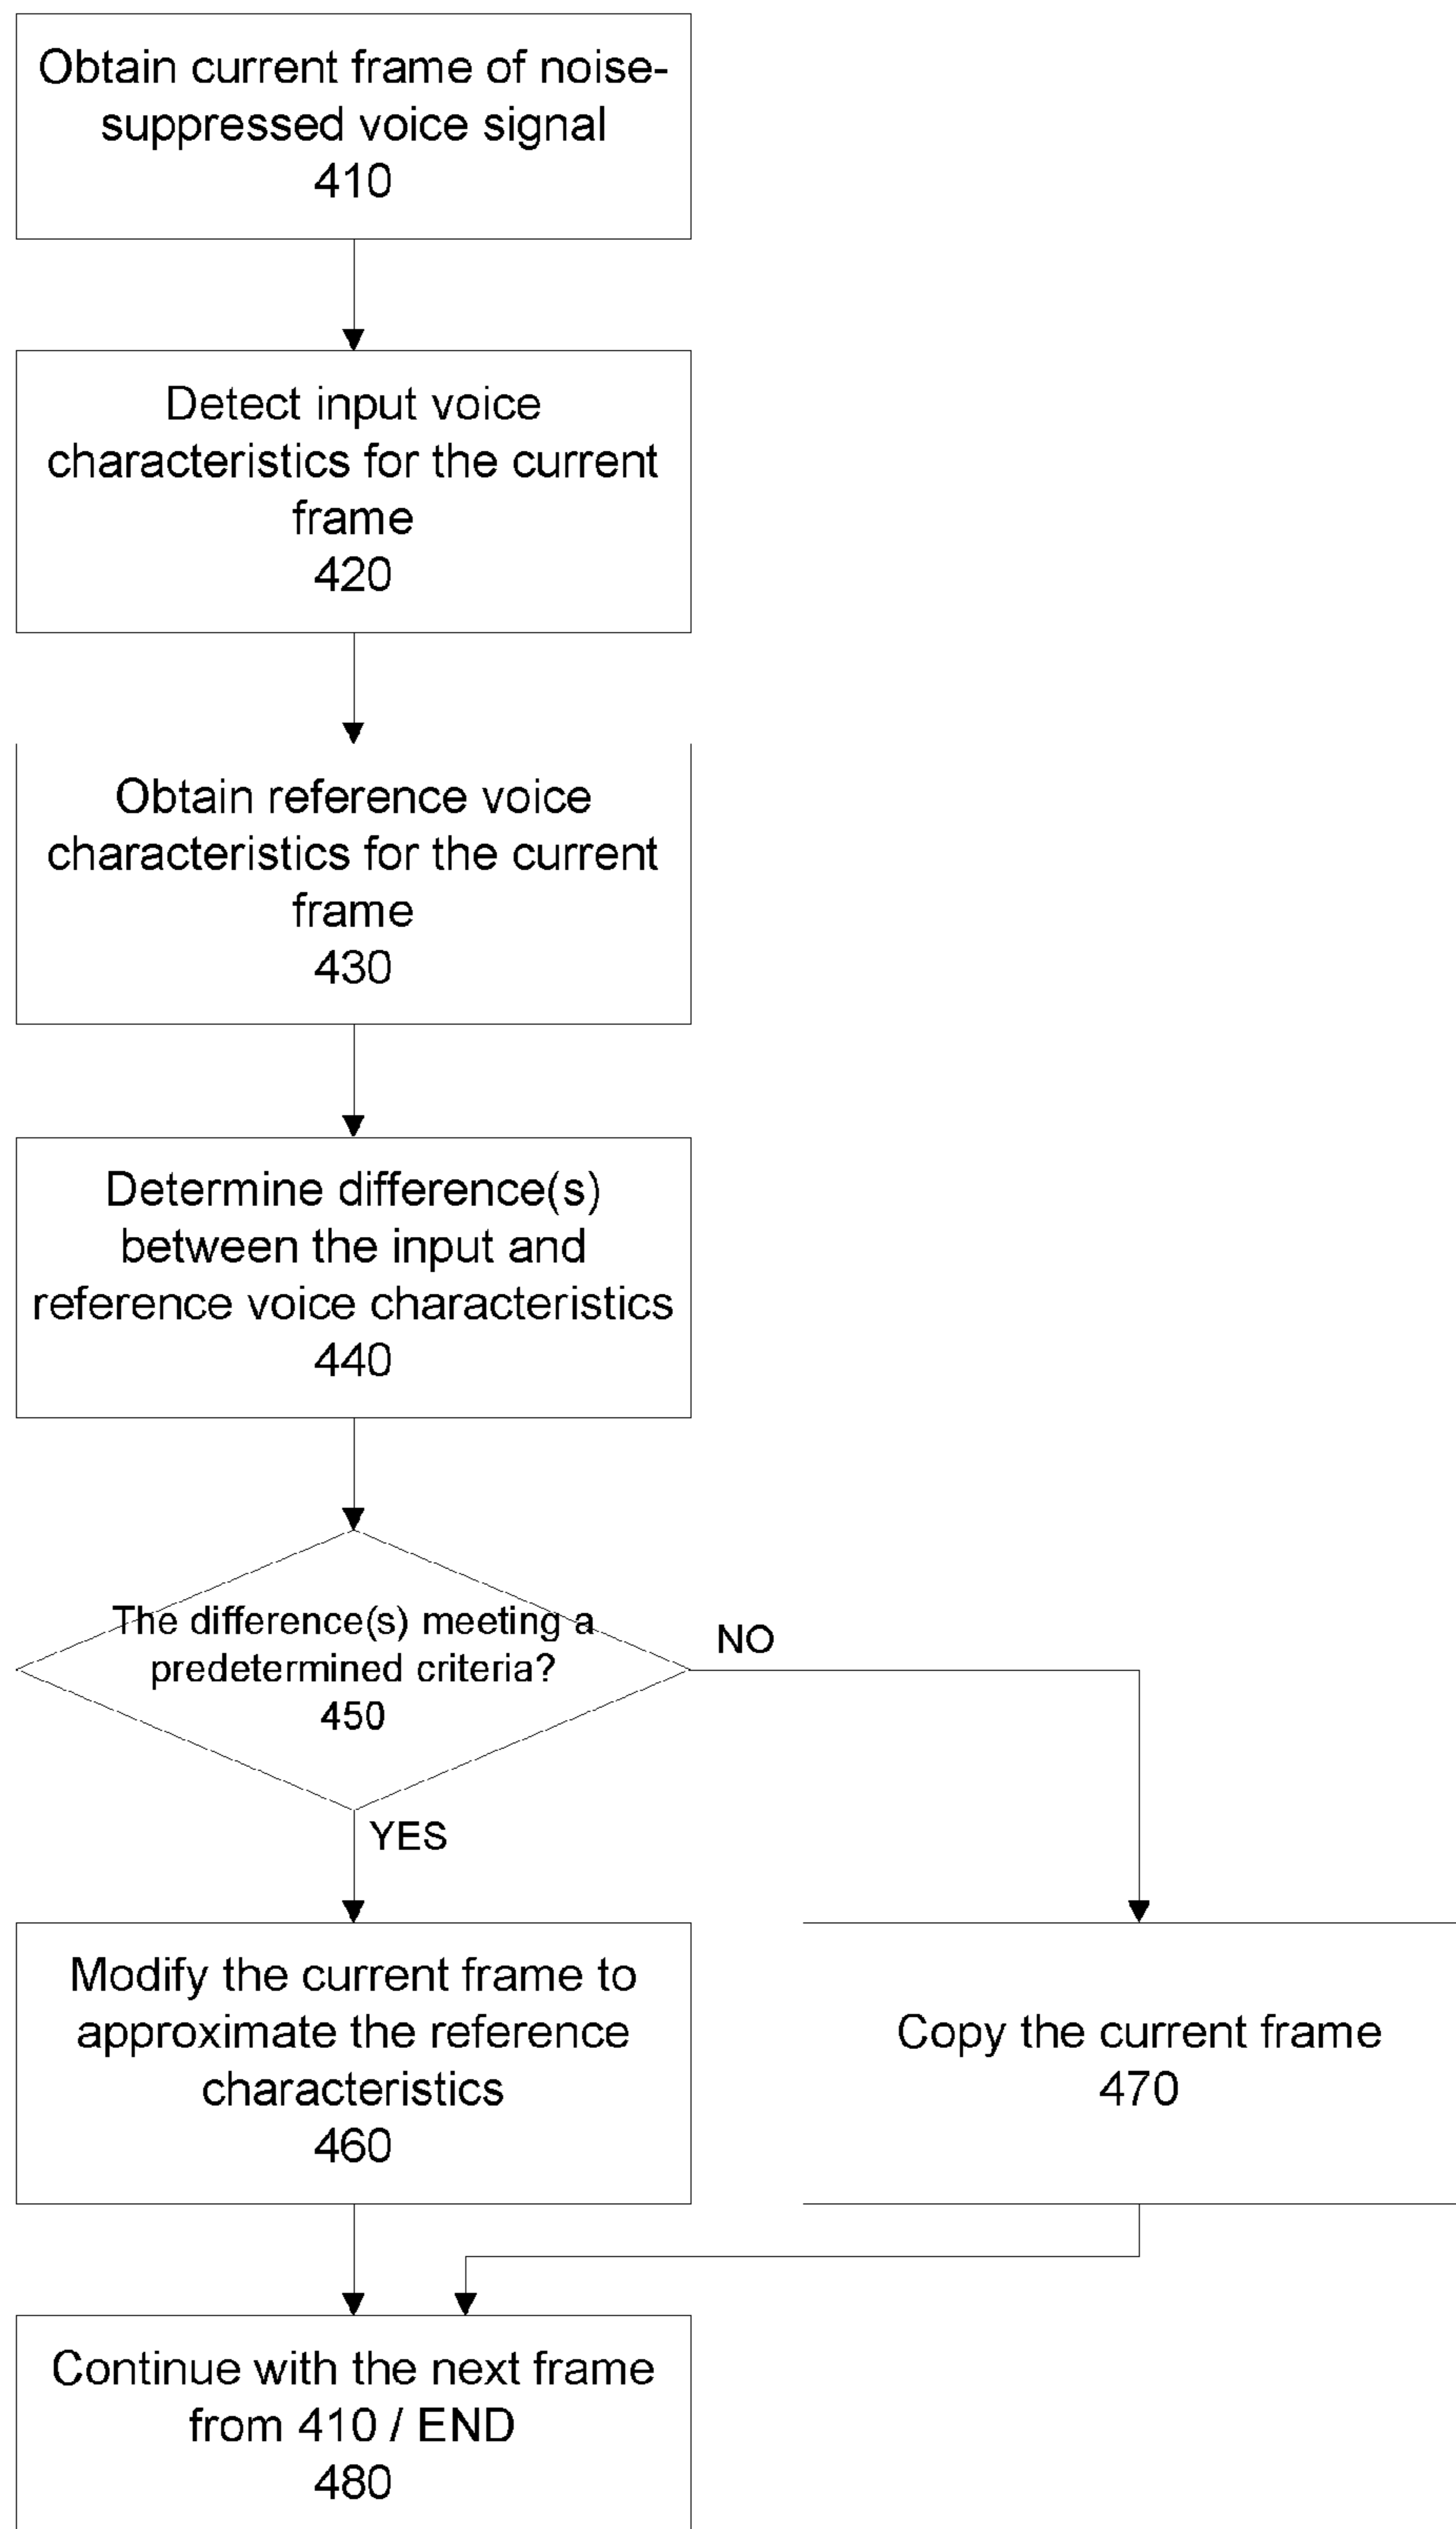 Obtain current frame of noise-
suppressed voice signal
410
Detect input voice
characteristics for the current
frame
420
Obtain reference voice
characteristics for the current
frame
430
Determine difference(s)
between the input and
reference voice characteristics
440
The difference(s) meeting a
predetermined criteria?
450
NO
YES
Modify the current frame to
approximate the reference
characteristics
460
Copy the current frame
470
Continue with the next frame
from 410 / END
480